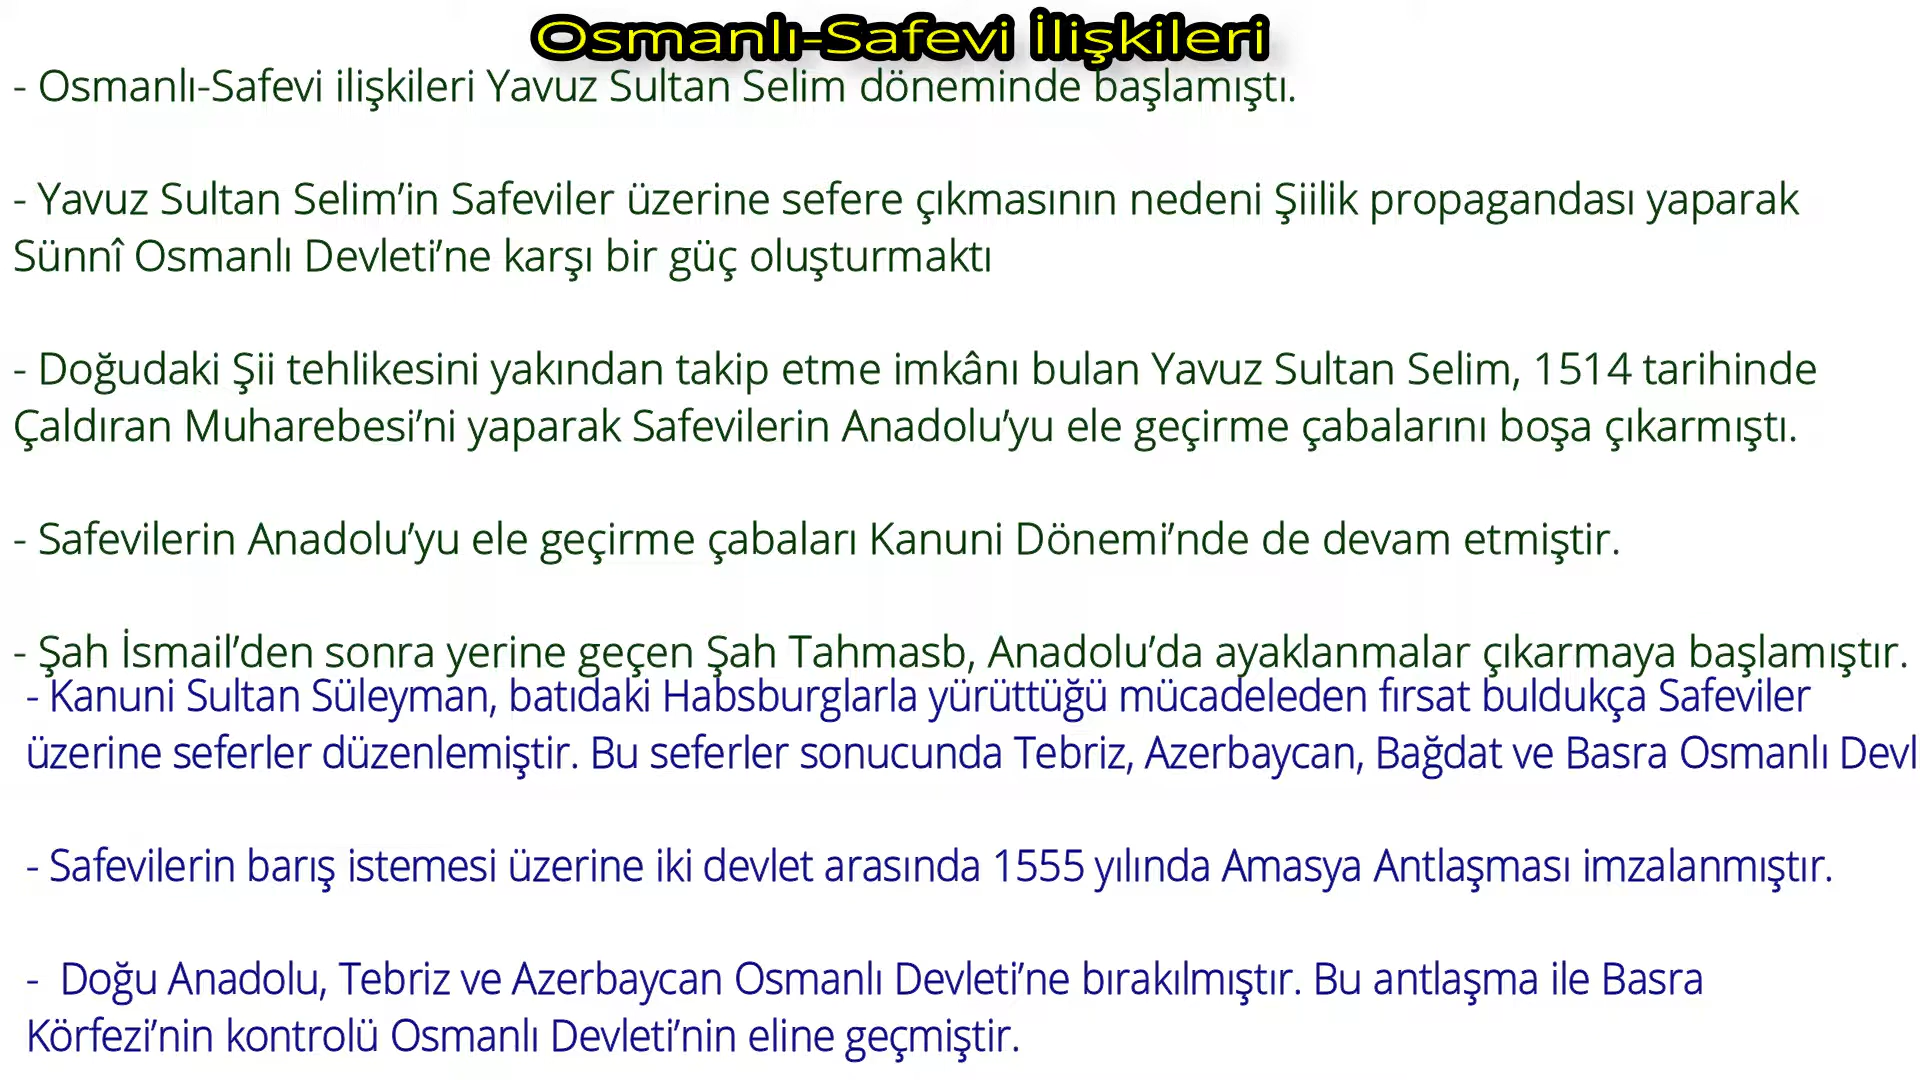 Osmanlı-Safevi İlişkileri
- Osmanlı-Safevi ilişkileri Yavuz Sultan Selim döneminde başlamıştı.
- Yavuz Sultan Selim’in Safeviler üzerine sefere çıkmasının nedeni Şiilik propagandası yaparak
Sünnî Osmanlı Devleti’ne karşı bir güç oluşturmaktı
- Doğudaki Şii tehlikesini yakından takip etme imkânı bulan Yavuz Sultan Selim, 1514 tarihinde
Çaldıran Muharebesi’ni yaparak Safevilerin Anadolu’yu ele geçirme çabalarını boşa çıkarmıştı.
- Safevilerin Anadolu’yu ele geçirme çabaları Kanuni Dönemi’nde de devam etmiştir.
- Şah İsmail’den sonra yerine geçen Şah Tahmasb, Anadolu’da ayaklanmalar çıkarmaya başlamıştır.
- Kanuni Sultan Süleyman, batıdaki Habsburglarla yürüttüğü mücadeleden fırsat buldukça Safeviler
üzerine seferler düzenlemiştir. Bu seferler sonucunda Tebriz, Azerbaycan, Bağdat ve Basra Osmanlı Devl
- Safevilerin barış istemesi üzerine iki devlet arasında 1555 yılında Amasya Antlaşması imzalanmıştır.
- Doğu Anadolu, Tebriz ve Azerbaycan Osmanlı Devleti’ne bırakılmıştır. Bu antlaşma ile Basra
Körfezi’nin kontrolü Osmanlı Devleti’nin eline geçmiştir.